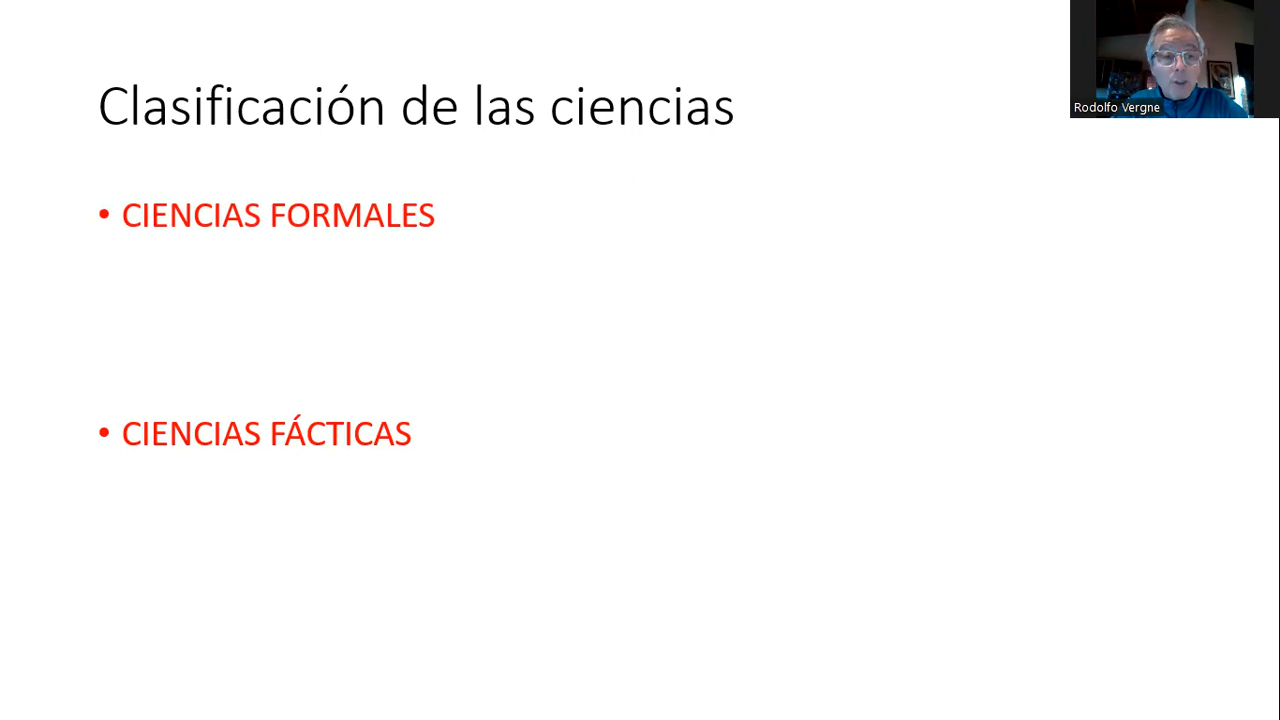 Clasificación de las ciencias
• CIENCIAS FORMALES
• CIENCIAS FÁCTICAS
Rodolfo Vergne